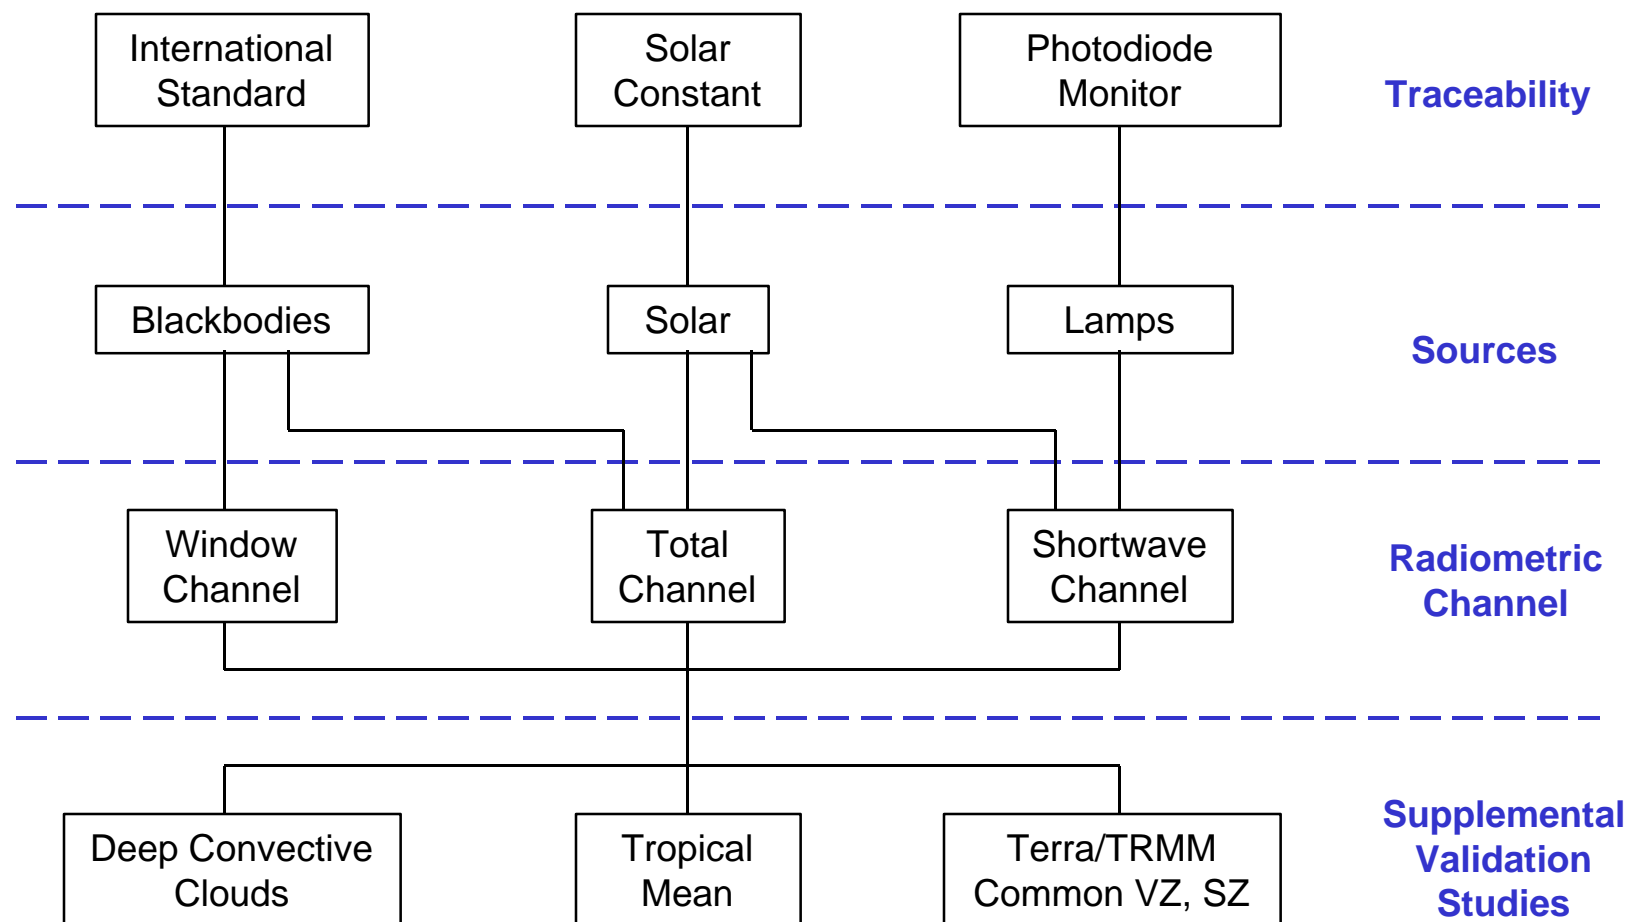 International
Standard
Solar
Constant
Photodiode
Monitor
Traceability
Blackbodies
Solar
Lamps
Sources
Window
Channel
Total
Channel
Shortwave
Channel
Radiometric
Channel
Deep Convective
Clouds
Tropical
Mean
Terra/TRMM
Common VZ, SZ
Supplemental
Validation
Studies